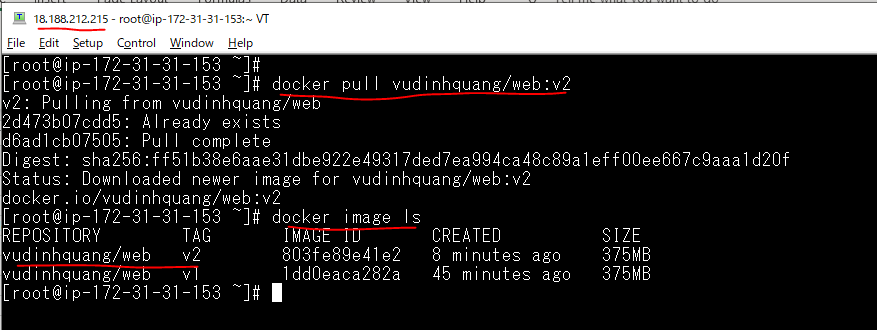 18.188.212.215 - root@ip-172-31-31-153:~ VT
File Edit Setup Control Window Help
[root@ip-172-31-31-153 ~]#
[root@ip-172-31-31-153 ~]# docker pull vudinhquang/web:v2
v2: Pulling from vudinhquang/web
2d473b07cdd5: Already exists
d6ad1cb07505: Pull complete
Digest: sha256:ff51b38e6aae31dbe922e49317ded7ea994ca48c89a1eff00ee667c9aaa1d20f
Status: Downloaded newer image for vudinhquang/web:v2
docker.io/vudinhquang/web:v2
[root@ip-172-31-31-153 ~]# docker image ls
REPOSITORY TAG IMAGE ID CREATED SIZE
vudinhquang/web v2 803fe89e41e2 8 minutes ago 375MB
vudinhquang/web v1 1dd0eaca282a 45 minutes ago 375MB
[root@ip-172-31-31-153 ~]#